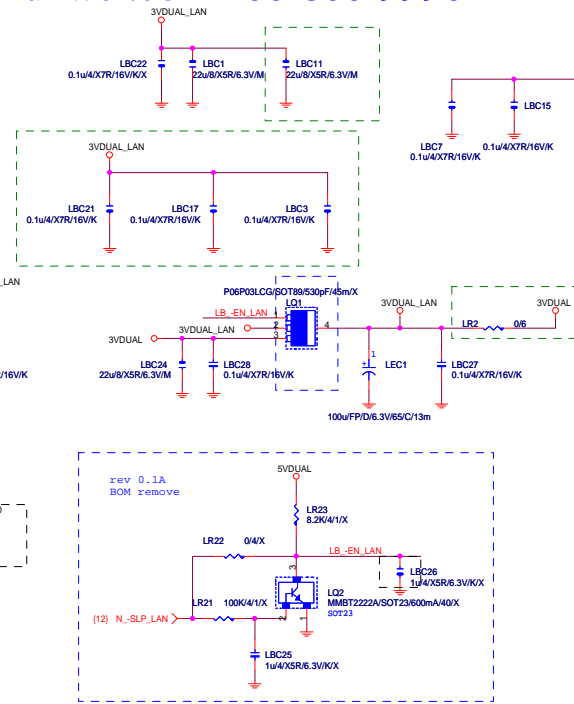 3VDUAL_LAN
LBC22
0.1u/4/X7R/16V/K/X
LBC1
22u/8/X5R/6.3V/M
LBC11
22u/8/X5R/6.3V/M
LBC7
0.1u/4/X7R/16V/K
LBC15
0.1u/4/X7R/16V/K
3VDUAL_LAN
LBC21
0.1u/4/X7R/16V/K
LBC17
0.1u/4/X7R/16V/K
LBC3
0.1u/4/X7R/16V/K
_LAN
P06P03LCG/SOT89/530pF/45m/X
LQ1
LB_-EN_LAN
1
2
3
4
3VDUAL_LAN
3VDUAL
3VDUAL_LAN
LR2
0/6
3VDUAL
/16V/K
LBC24
22u/8/X5R/6.3V/M
LBC28
0.1u/4/X7R/16V/K
1
+
LEC1
100u/FP/D/6.3V/65/C/13m
LBC27
0.1u/4/X7R/16V/K
rev 0.1A
BOM remove
5VDUAL
LR23
8.2K/4/1/X
LR22
0/4/X
LB_-EN_LAN
3
LBC26
1u/4/X5R/6.3V/K/X
LQ2
MMBT2222A/SOT23/600mA/40/X
SOT23
{12} N_-SLP_LAN
LR21
100K/4/1/X
2
1
LBC25
1u/4/X5R/6.3V/K/X